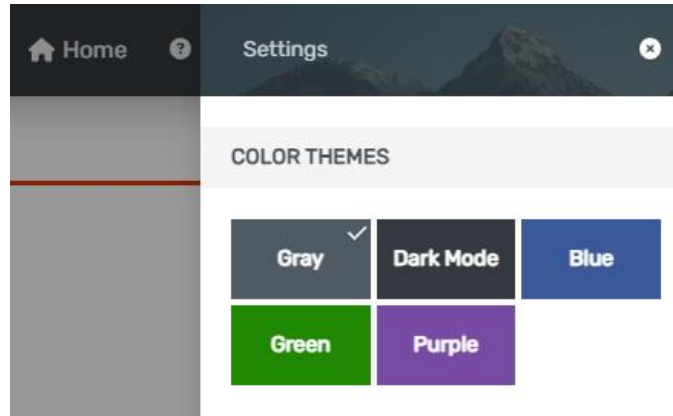 Home ?
Settings
COLOR THEMES
Gray Dark Mode Blue
Green Purple